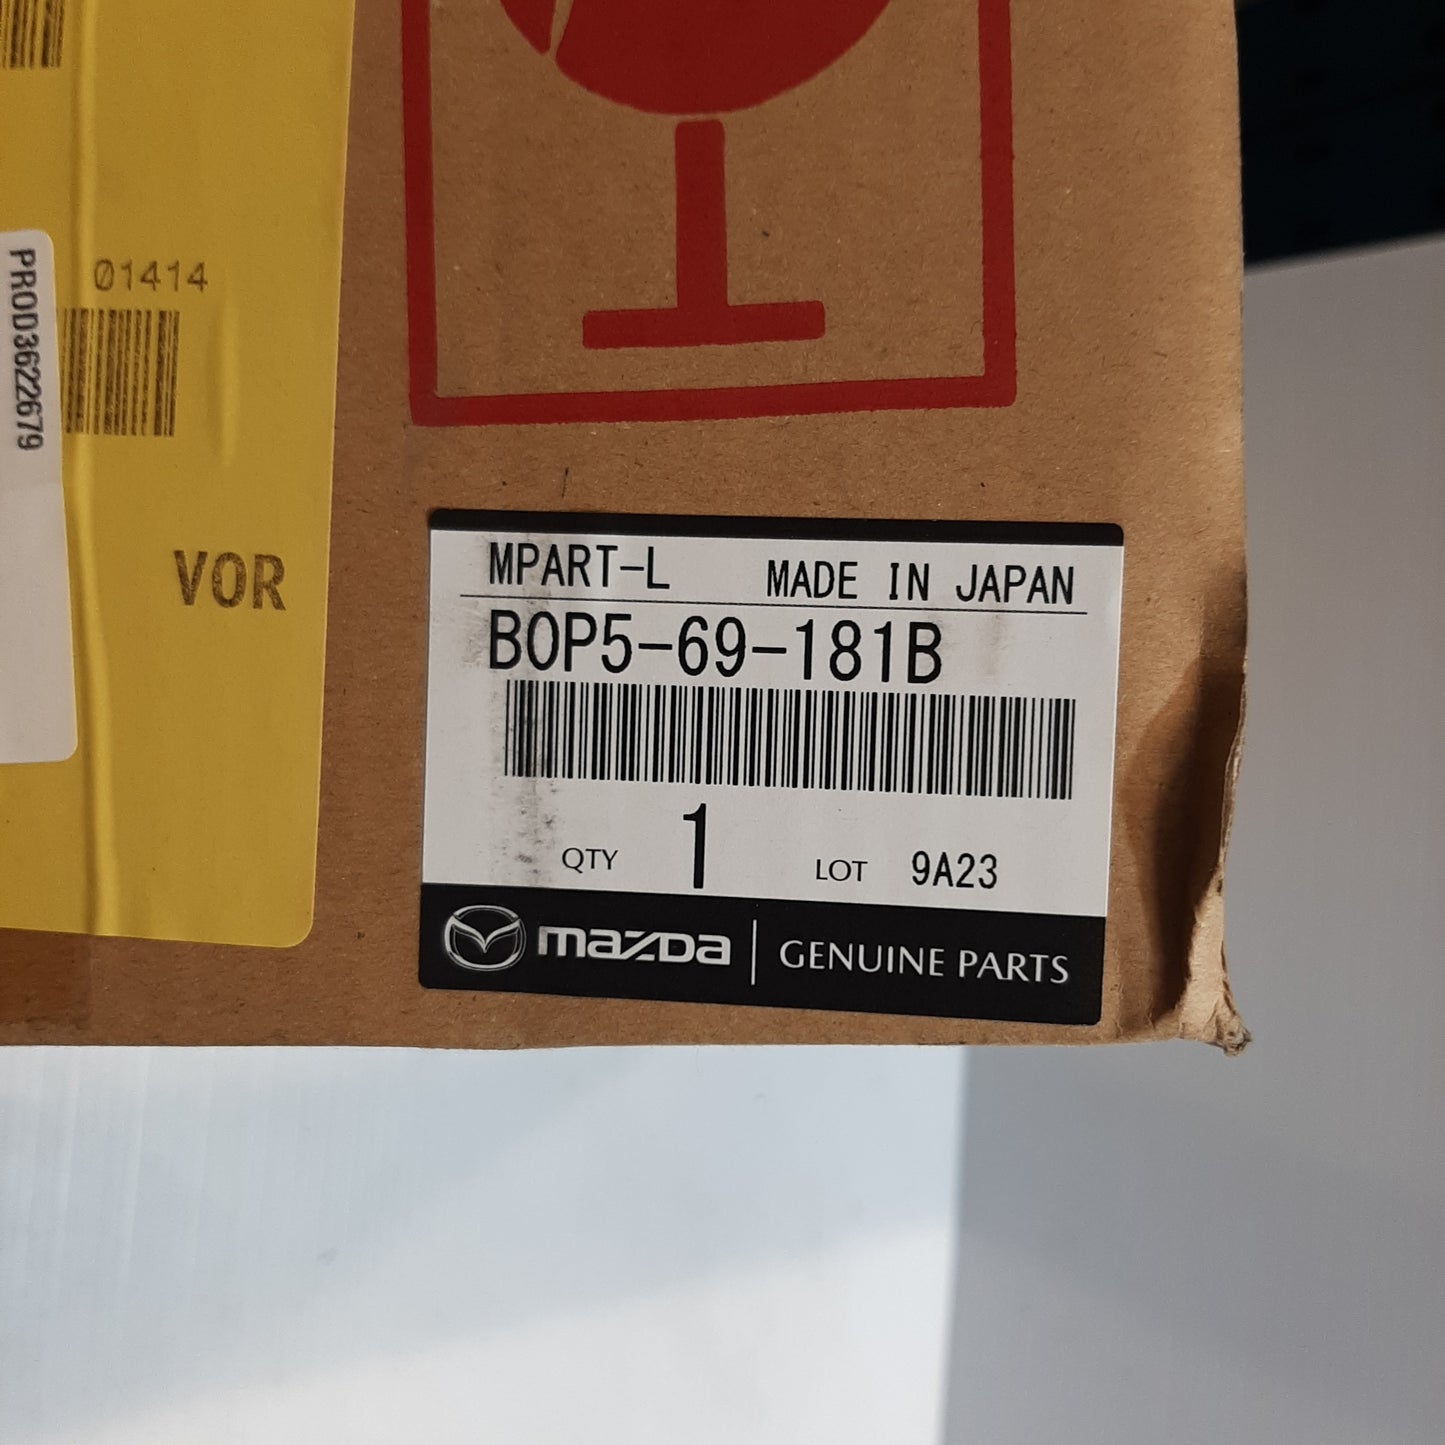 01414
PROD3622679
VOR
MPART-L MADE IN JAPAN
B0P5-69-181B
QTY 1 LOT 9A23
mazDa GENUINE PARTS